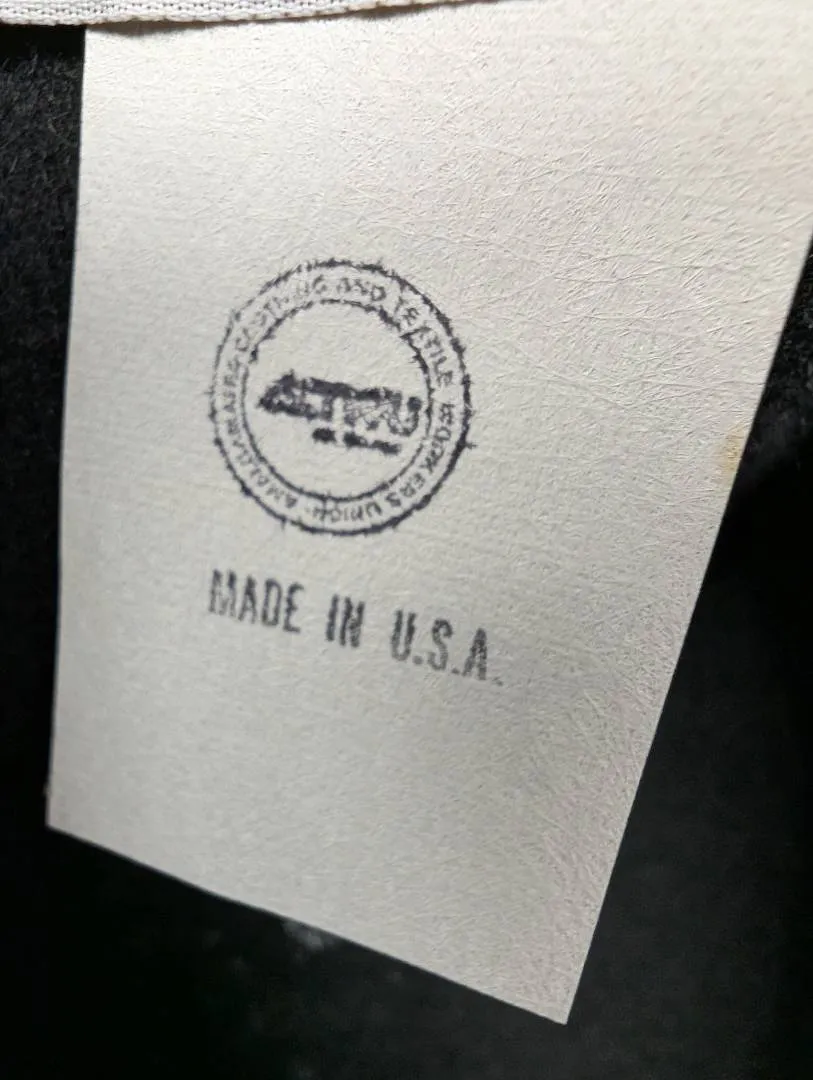 AMALGAMATED CLOTHING AND TEXTILE WORKERS UNION
ACTWU
MADE IN U.S.A.